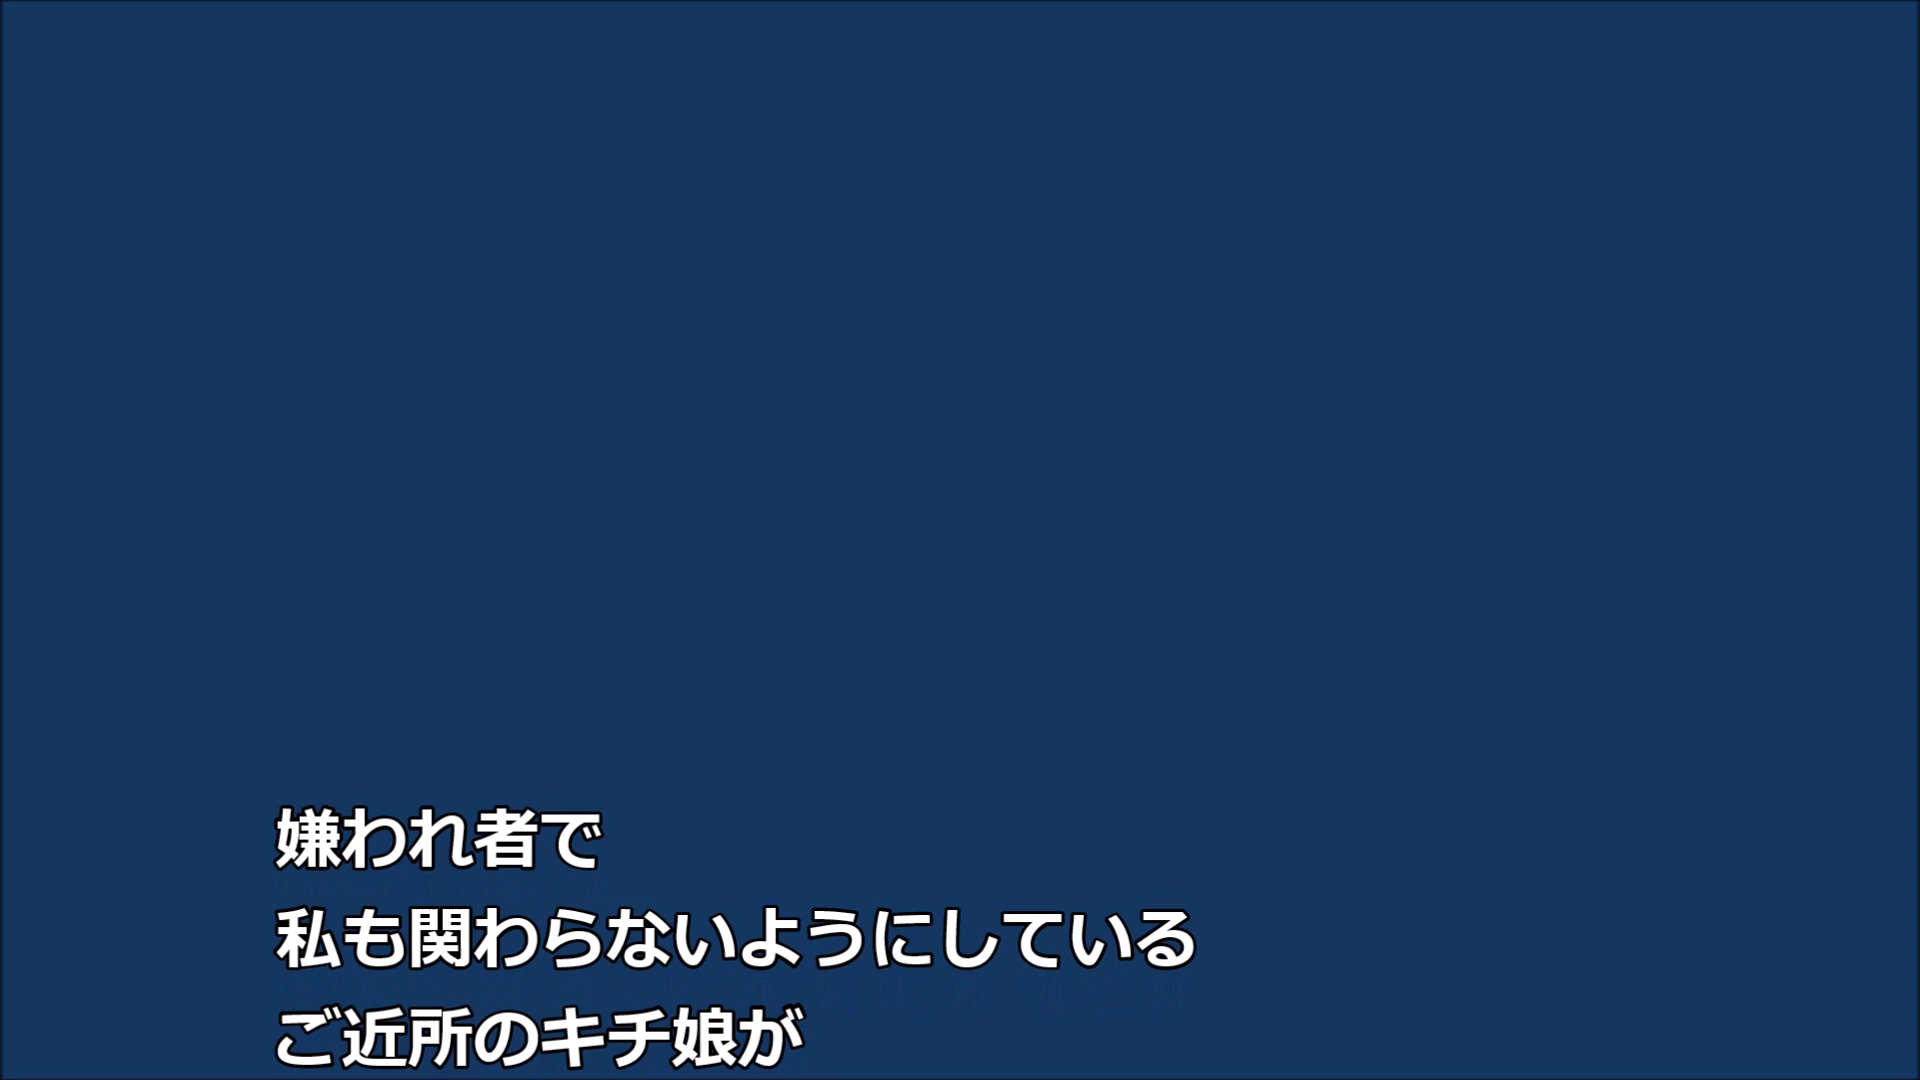 嫌われ者で
私も関わらないようにしている
ご近所のキチ娘が